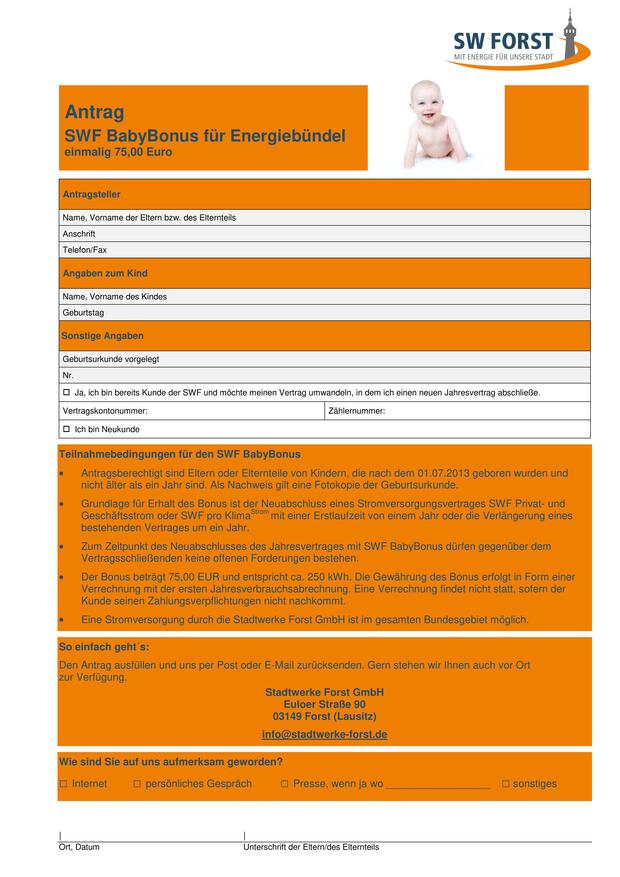 SW FORST
MIT ENERGIE FÜR UNSERE STADT
Antrag
SWF BabyBonus für Energiebündel
einmalig 75,00 Euro
Antragsteller
Name, Vorname der Eltern bzw. des Elternteils
Anschrift
Telefon/Fax
Angaben zum Kind
Name, Vorname des Kindes
Geburtstag
Sonstige Angaben
Geburtsurkunde vorgelegt
Nr.
☐ Ja, ich bin bereits Kunde der SWF und möchte meinen Vertrag umwandeln, in dem ich einen neuen Jahresvertrag abschließe.
Vertragskontonummer: Zählernummer:
☐ Ich bin Neukunde
Teilnahmebedingungen für den SWF BabyBonus
• Antragsberechtigt sind Eltern oder Elternteile von Kindern, die nach dem 01.07.2013 geboren wurden und
nicht älter als ein Jahr sind. Als Nachweis gilt eine Fotokopie der Geburtsurkunde.
• Grundlage für Erhalt des Bonus ist der Neuabschluss eines Stromversorgungsvertrages SWF Privat- und
Geschäftsstrom oder SWF pro Klima Strom mit einer Erstlaufzeit von einem Jahr oder die Verlängerung eines
bestehenden Vertrages um ein Jahr.
• Zum Zeitpunkt des Neuabschlusses des Jahresvertrages mit SWF BabyBonus dürfen gegenüber dem
Vertragsschließenden keine offenen Forderungen bestehen.
• Der Bonus beträgt 75,00 EUR und entspricht ca. 250 kWh. Die Gewährung des Bonus erfolgt in Form einer
Verrechnung mit der ersten Jahresverbrauchsabrechnung. Eine Verrechnung findet nicht statt, sofern der
Kunde seinen Zahlungsverpflichtungen nicht nachkommt.
• Eine Stromversorgung durch die Stadtwerke Forst GmbH ist im gesamten Bundesgebiet möglich.
So einfach geht´s:
Den Antrag ausfüllen und uns per Post oder E-Mail zurücksenden. Gern stehen wir Ihnen auch vor Ort
zur Verfügung.
Stadtwerke Forst GmbH
Euloer Straße 90
03149 Forst (Lausitz)
info@stadtwerke-forst.de
Wie sind Sie auf uns aufmerksam geworden?
☐ Internet ☐ persönliches Gespräch ☐ Presse, wenn ja wo ___________________ ☐ sonstiges
Ort, Datum Unterschrift der Eltern/des Elternteils